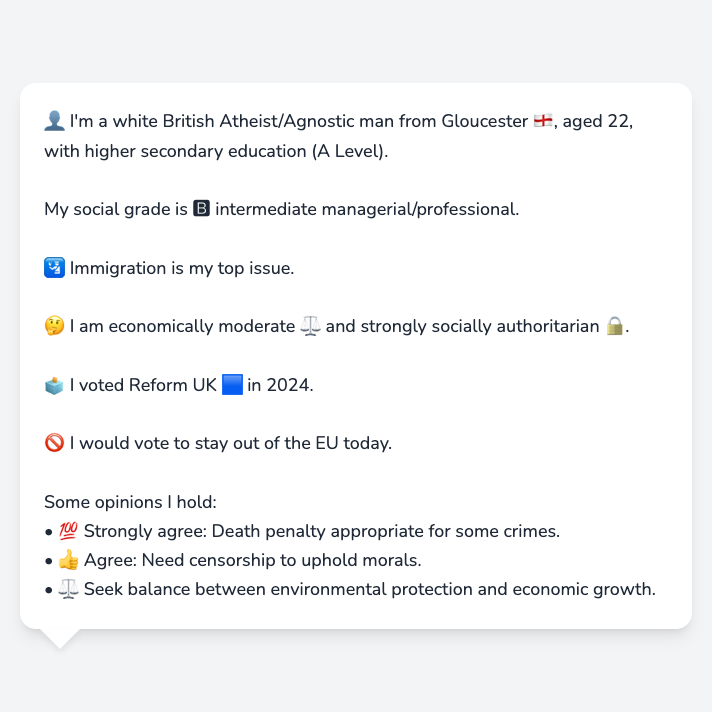 👤 I'm a white British Atheist/Agnostic man from Gloucester 🏴󠁧󠁢󠁥󠁮󠁧󠁿, aged 22,
with higher secondary education (A Level).
My social grade is 🅱 intermediate managerial/professional.
🛂 Immigration is my top issue.
🤔 I am economically moderate ⚖️ and strongly socially authoritarian 🔒.
🗳️ I voted Reform UK 🟦 in 2024.
🚫 I would vote to stay out of the EU today.
Some opinions I hold:
• 💯 Strongly agree: Death penalty appropriate for some crimes.
• 👍 Agree: Need censorship to uphold morals.
• ⚖️ Seek balance between environmental protection and economic growth.